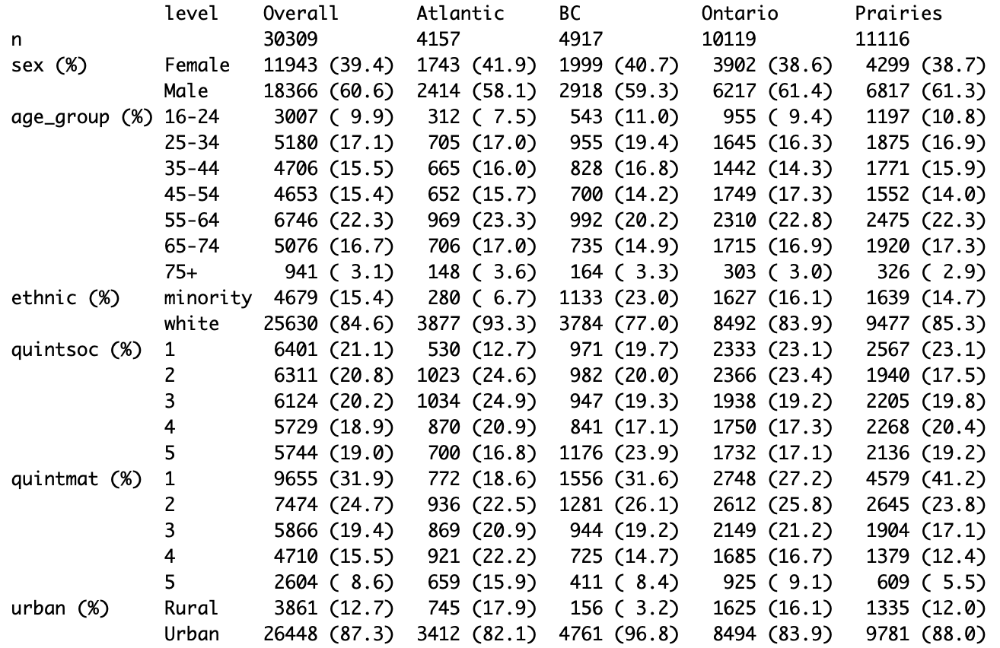 level Overall Atlantic BC Ontario Prairies
n 30309 4157 4917 10119 11116
sex (%) Female 11943 (39.4) 1743 (41.9) 1999 (40.7) 3902 (38.6) 4299 (38.7)
Male 18366 (60.6) 2414 (58.1) 2918 (59.3) 6217 (61.4) 6817 (61.3)
age_group (%) 16-24 3007 ( 9.9) 312 ( 7.5) 543 (11.0) 955 ( 9.4) 1197 (10.8)
25-34 5180 (17.1) 705 (17.0) 955 (19.4) 1645 (16.3) 1875 (16.9)
35-44 4706 (15.5) 665 (16.0) 828 (16.8) 1442 (14.3) 1771 (15.9)
45-54 4653 (15.4) 652 (15.7) 700 (14.2) 1749 (17.3) 1552 (14.0)
55-64 6746 (22.3) 969 (23.3) 992 (20.2) 2310 (22.8) 2475 (22.3)
65-74 5076 (16.7) 706 (17.0) 735 (14.9) 1715 (16.9) 1920 (17.3)
75+ 941 ( 3.1) 148 ( 3.6) 164 ( 3.3) 303 ( 3.0) 326 ( 2.9)
ethnic (%) minority 4679 (15.4) 280 ( 6.7) 1133 (23.0) 1627 (16.1) 1639 (14.7)
white 25630 (84.6) 3877 (93.3) 3784 (77.0) 8492 (83.9) 9477 (85.3)
quintsoc (%) 1 6401 (21.1) 530 (12.7) 971 (19.7) 2333 (23.1) 2567 (23.1)
2 6311 (20.8) 1023 (24.6) 982 (20.0) 2366 (23.4) 1940 (17.5)
3 6124 (20.2) 1034 (24.9) 947 (19.3) 1938 (19.2) 2205 (19.8)
4 5729 (18.9) 870 (20.9) 841 (17.1) 1750 (17.3) 2268 (20.4)
5 5744 (19.0) 700 (16.8) 1176 (23.9) 1732 (17.1) 2136 (19.2)
quintmat (%) 1 9655 (31.9) 772 (18.6) 1556 (31.6) 2748 (27.2) 4579 (41.2)
2 7474 (24.7) 936 (22.5) 1281 (26.1) 2612 (25.8) 2645 (23.8)
3 5866 (19.4) 869 (20.9) 944 (19.2) 2149 (21.2) 1904 (17.1)
4 4710 (15.5) 921 (22.2) 725 (14.7) 1685 (16.7) 1379 (12.4)
5 2604 ( 8.6) 659 (15.9) 411 ( 8.4) 925 ( 9.1) 609 ( 5.5)
urban (%) Rural 3861 (12.7) 745 (17.9) 156 ( 3.2) 1625 (16.1) 1335 (12.0)
Urban 26448 (87.3) 3412 (82.1) 4761 (96.8) 8494 (83.9) 9781 (88.0)